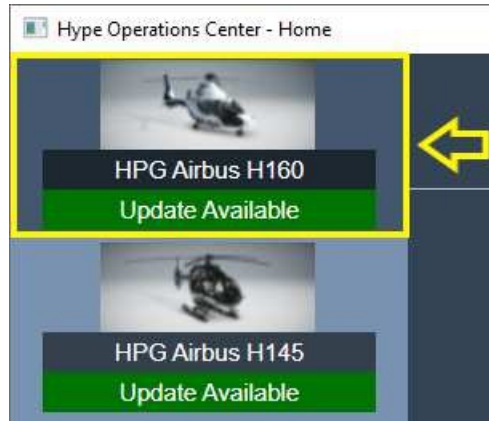 Hype Operations Center - Home
HPG Airbus H160
Update Available
HPG Airbus H145
Update Available